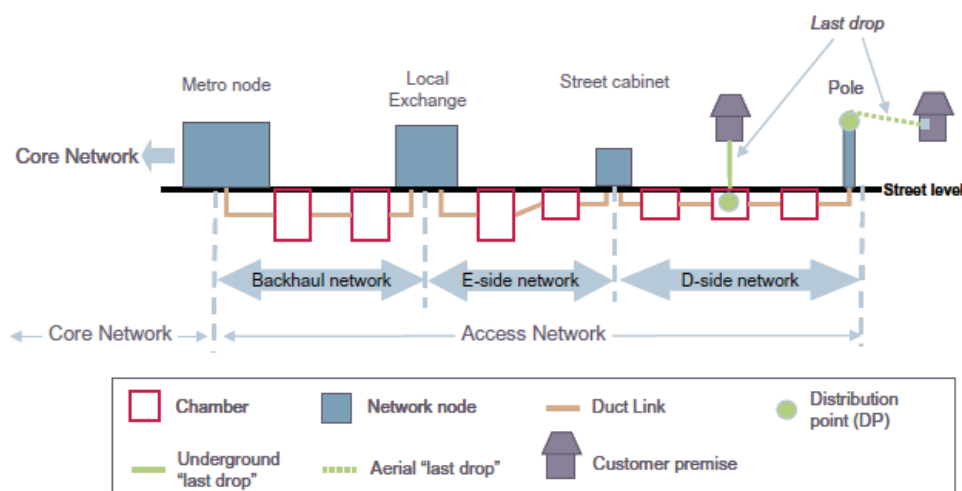 Last drop
Metro node
Local
Exchange
Street cabinet
Pole
Core Network
Street level
Backhaul network
E-side network
D-side network
Core Network
Access Network
Chamber
Network node
Duct Link
Distribution
point (DP)
Underground
"last drop"
Aerial "last drop"
Customer premise